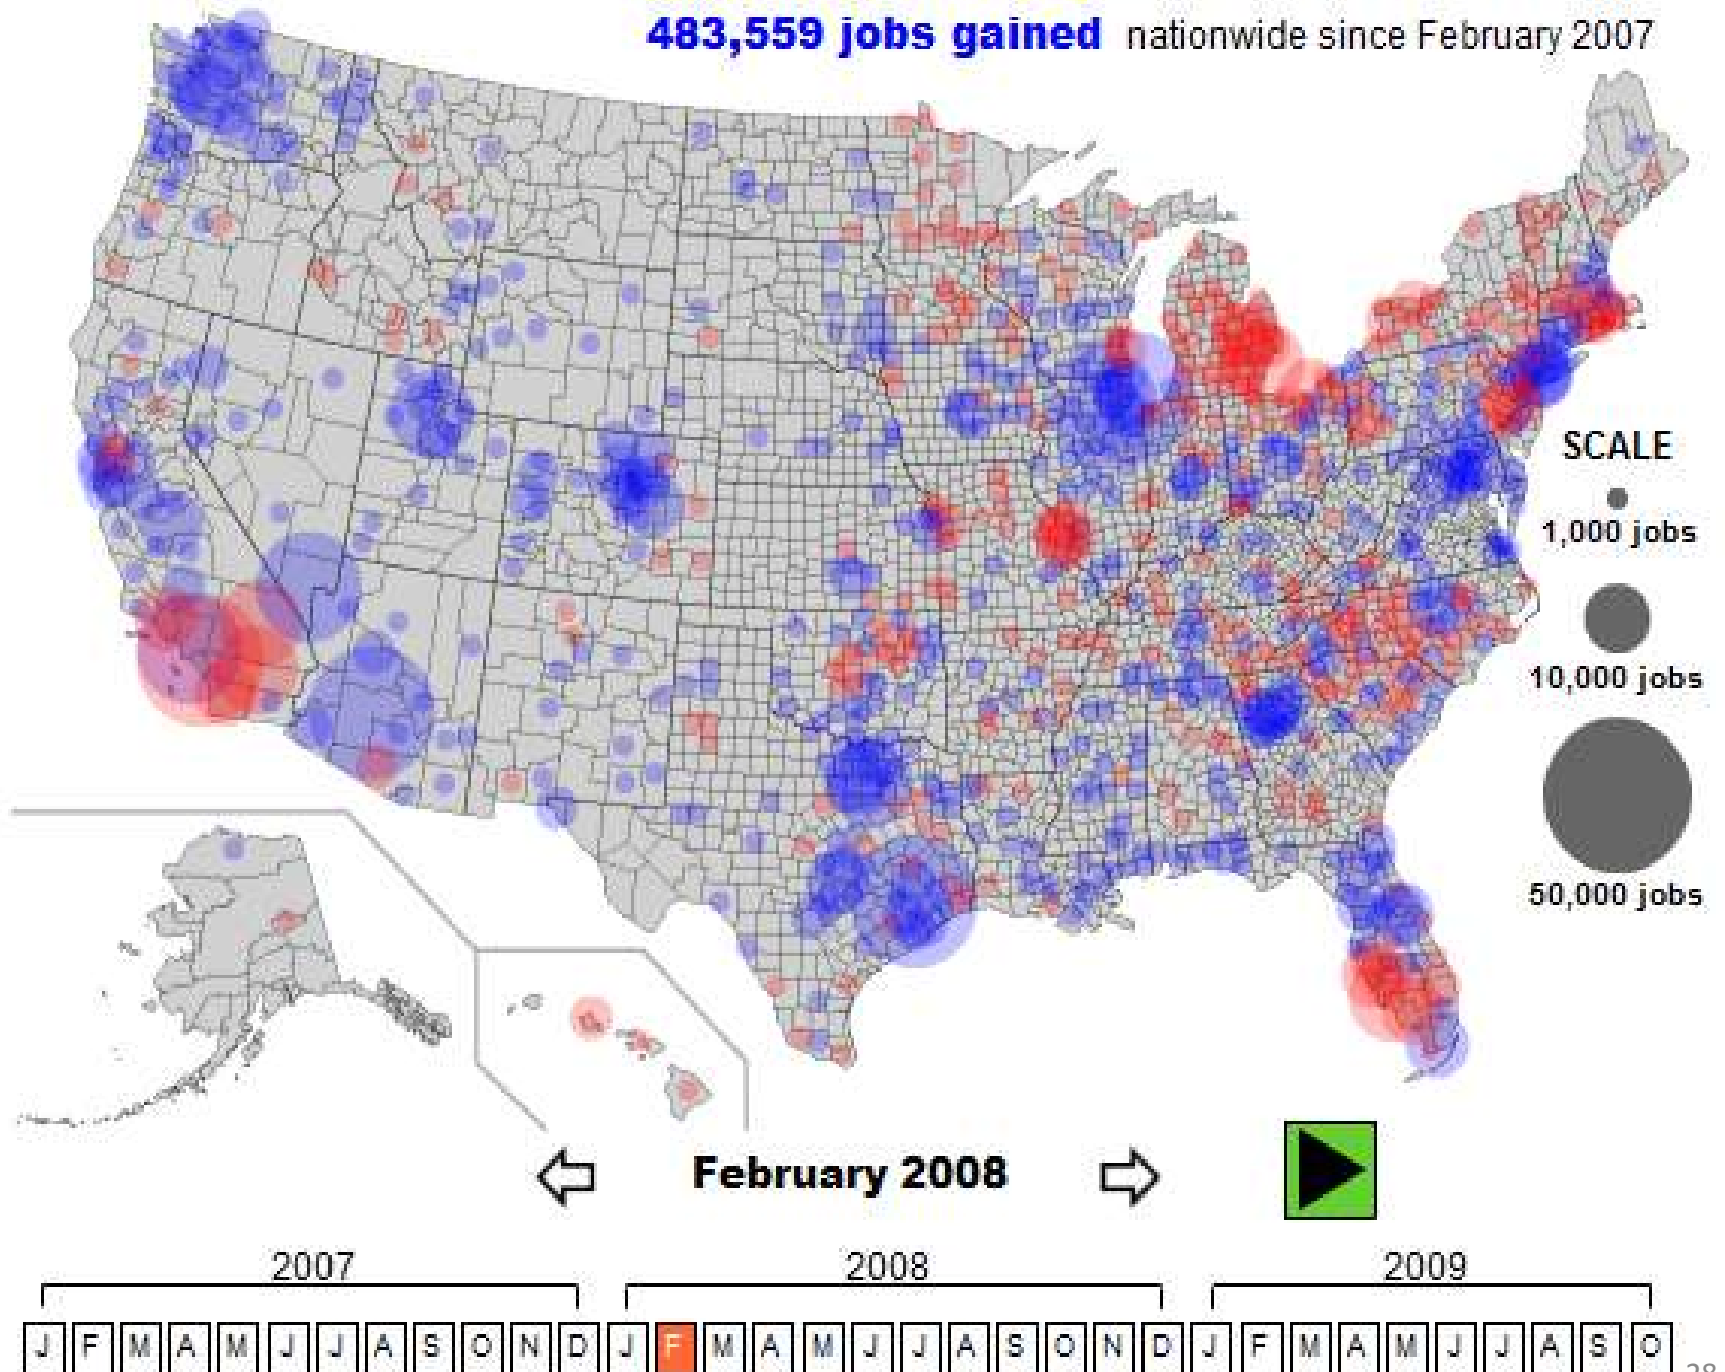 483,559 jobs gained nationwide since February 2007
SCALE
1,000 jobs
10,000 jobs
50,000 jobs
February 2008
2007 2008 2009
J F M A M J J A S O N D J F M A M J J A S O N D J F M A M J J A S O